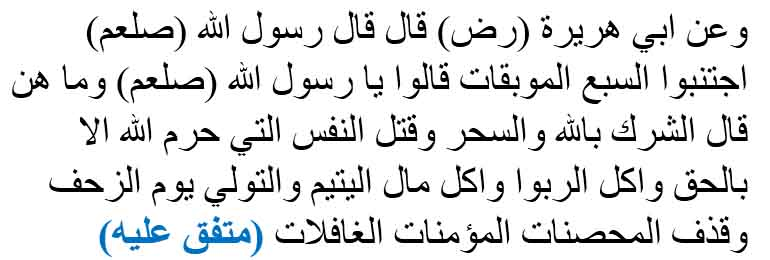 وعن ابي هريرة (رض) قال قال رسول الله (صلعم)
اجتنبوا السبع الموبقات قالوا يا رسول الله (صلعم) وما هن
قال الشرك بالله والسحر وقتل النفس التي حرم الله الا
بالحق واكل الربوا واكل مال اليتيم والتولي يوم الزحف
وقذف المحصنات المؤمنات الغافلات (متفق عليه)